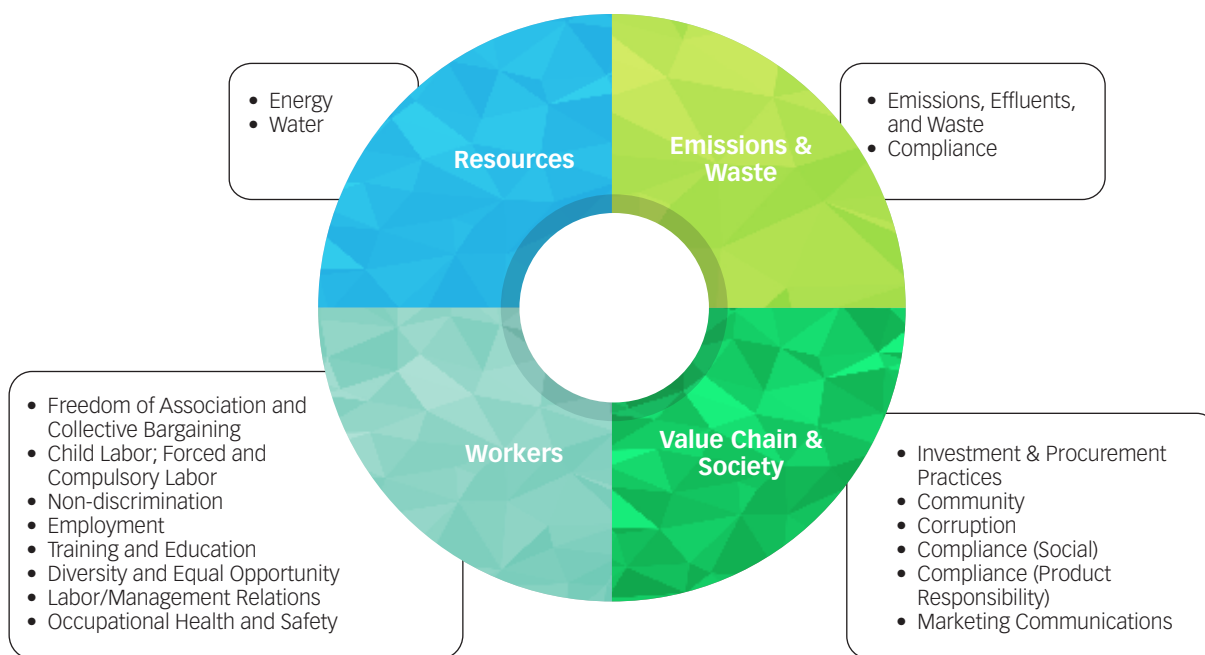 • Energy
• Water
Resources
Emissions &
Waste
• Emissions, Effluents,
and Waste
• Compliance
• Freedom of Association and
Collective Bargaining
• Child Labor; Forced and
Compulsory Labor
• Non-discrimination
• Employment
• Training and Education
• Diversity and Equal Opportunity
• Labor/Management Relations
• Occupational Health and Safety
Workers
Value Chain &
Society
• Investment & Procurement
Practices
• Community
• Corruption
• Compliance (Social)
• Compliance (Product
Responsibility)
• Marketing Communications